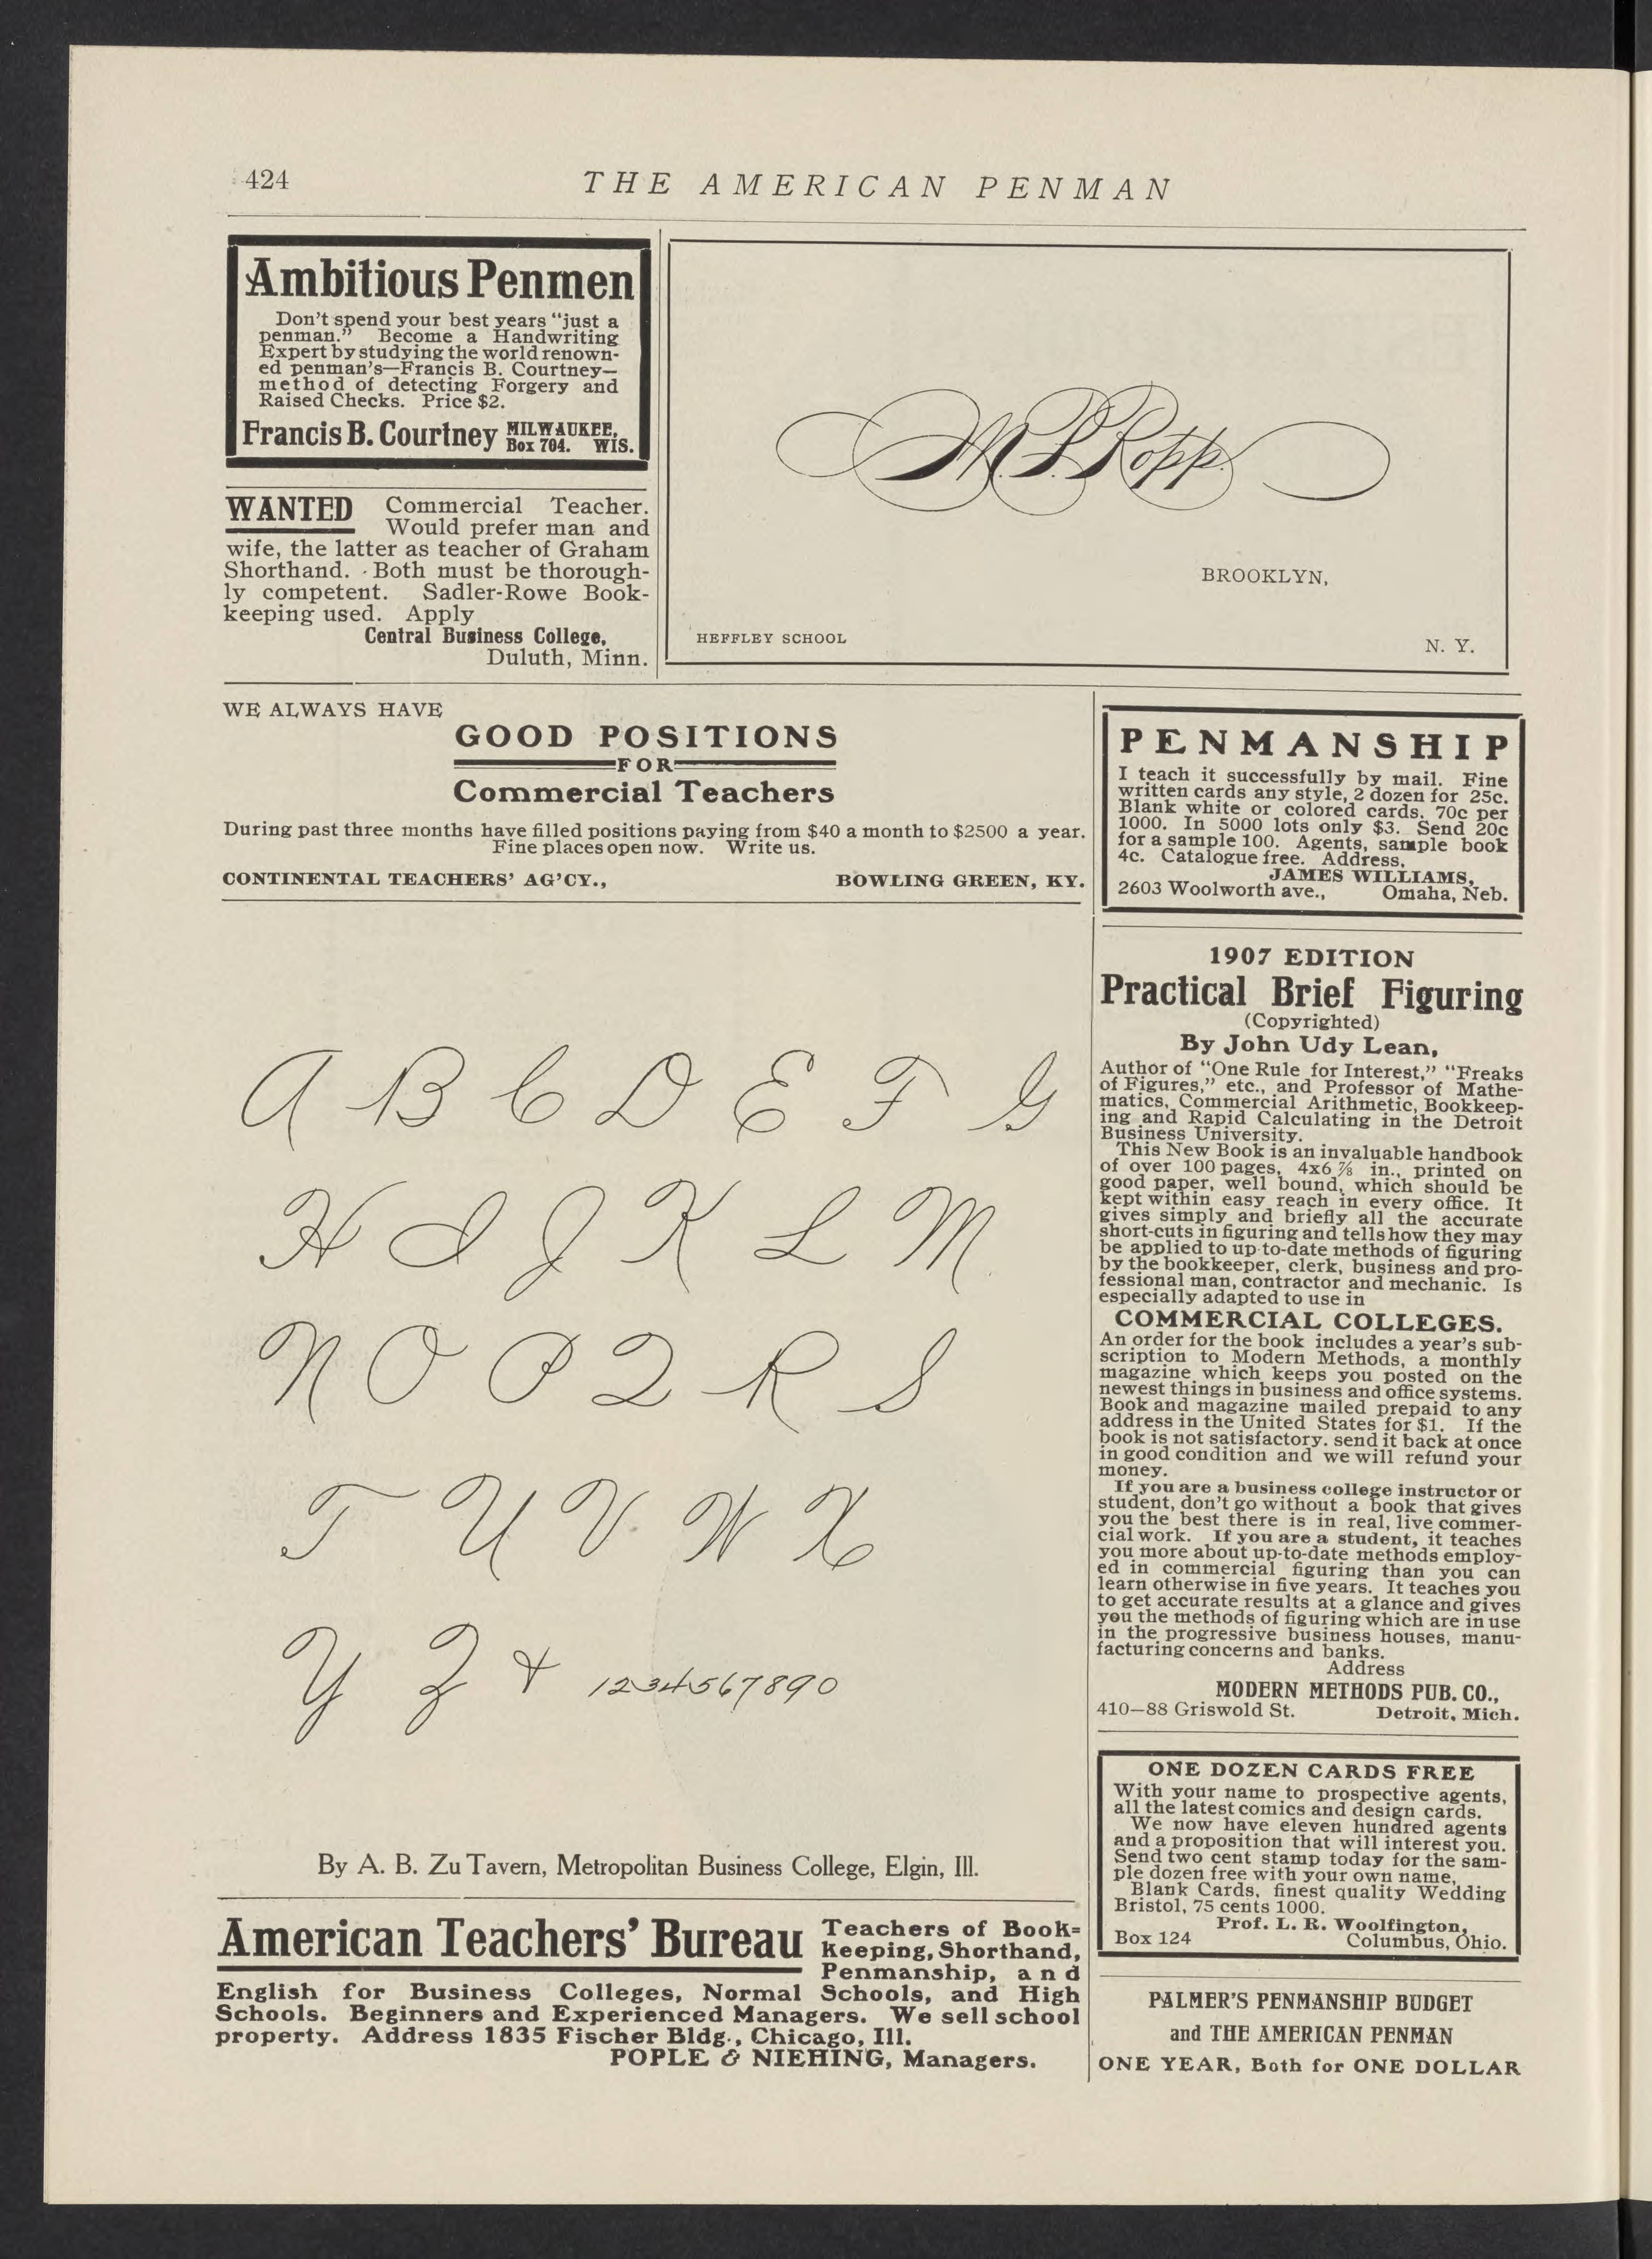 424
THE AMERICAN PENMAN
Ambitious Penmen
Don't spend your best years "just a
penman." Become a Handwriting
Expert by studying the world renown-
ed penman's—Francis B. Courtney—
method of detecting Forgery and
Raised Checks. Price $2.
Francis B. Courtney MILWAUKEE,
Box 704. WIS.
WANTED Commercial Teacher.
Would prefer man and
wife, the latter as teacher of Graham
Shorthand. Both must be thorough-
ly competent. Sadler-Rowe Book-
keeping used. Apply
Central Business College,
Duluth, Minn.
M. L. Ropp.
BROOKLYN,
HEFFLEY SCHOOL
N. Y.
WE ALWAYS HAVE
GOOD POSITIONS
FOR
Commercial Teachers
During past three months have filled positions paying from $40 a month to $2500 a year.
Fine places open now. Write us.
CONTINENTAL TEACHERS' AG'CY., BOWLING GREEN, KY.
A B C D E F G
H I J K L M
N O P Q R S
T U V W X
Y Z & 1234567890
By A. B. Zu Tavern, Metropolitan Business College, Elgin, Ill.
American Teachers' Bureau Teachers of Book-
keeping, Shorthand,
Penmanship, and
English for Business Colleges, Normal Schools, and High
Schools. Beginners and Experienced Managers. We sell school
property. Address 1835 Fischer Bldg., Chicago, Ill.
POPLE & NIEHING, Managers.
PENMANSHIP
I teach it successfully by mail. Fine
written cards any style, 2 dozen for 25c.
Blank white or colored cards, 70c per
1000. In 5000 lots only $3. Send 20c
for a sample 100. Agents, sample book
4c. Catalogue free. Address,
JAMES WILLIAMS,
2603 Woolworth ave., Omaha, Neb.
1907 EDITION
Practical Brief Figuring
(Copyrighted)
By John Udy Lean,
Author of "One Rule for Interest," "Freaks
of Figures," etc., and Professor of Mathe-
matics, Commercial Arithmetic, Bookkeep-
ing and Rapid Calculating in the Detroit
Business University.
This New Book is an invaluable handbook
of over 100 pages, 4x6⅞ in., printed on
good paper, well bound, which should be
kept within easy reach in every office. It
gives simply and briefly all the accurate
short-cuts in figuring and tells how they may
be applied to up-to-date methods of figuring
by the bookkeeper, clerk, business and pro-
fessional man, contractor and mechanic. Is
especially adapted to use in
COMMERCIAL COLLEGES.
An order for the book includes a year's sub-
scription to Modern Methods, a monthly
magazine which keeps you posted on the
newest things in business and office systems.
Book and magazine mailed prepaid to any
address in the United States for $1. If the
book is not satisfactory. send it back at once
in good condition and we will refund your
money.
If you are a business college instructor or
student, don't go without a book that gives
you the best there is in real, live commer-
cial work. If you are a student, it teaches
you more about up-to-date methods employ-
ed in commercial figuring than you can
learn otherwise in five years. It teaches you
to get accurate results at a glance and gives
you the methods of figuring which are in use
in the progressive business houses, manu-
facturing concerns and banks.
Address
MODERN METHODS PUB. CO.,
410—88 Griswold St. Detroit, Mich.
ONE DOZEN CARDS FREE
With your name to prospective agents,
all the latest comics and design cards.
We now have eleven hundred agents
and a proposition that will interest you.
Send two cent stamp today for the sam-
ple dozen free with your own name,
Blank Cards, finest quality Wedding
Bristol, 75 cents 1000.
Prof. L. R. Woolfington,
Box 124 Columbus, Ohio.
PALMER'S PENMANSHIP BUDGET
and THE AMERICAN PENMAN
ONE YEAR, Both for ONE DOLLAR